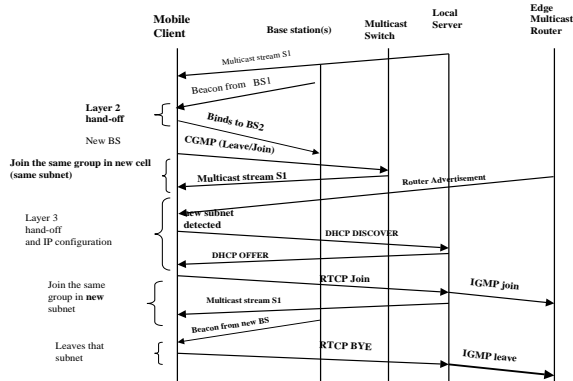 Mobile
Client
Base station(s)
Multicast
Switch
Local
Server
Edge
Multicast
Router
Multicast stream S1
Beacon from BS1
Layer 2
hand-off
Binds to BS2
New BS
CGMP (Leave/Join)
Join the same group in new cell
(same subnet)
Multicast stream S1
Router Advertisement
new subnet
detected
Layer 3
hand-off
and IP configuration
DHCP DISCOVER
DHCP OFFER
RTCP Join
IGMP join
Join the same
group in new
subnet
Multicast stream S1
Beacon from new BS
Leaves that
subnet
RTCP BYE
IGMP leave